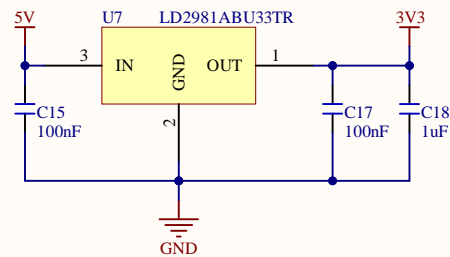 5V
U7 LD2981ABU33TR
3V3
3 IN GND OUT 1
2
C15
100nF
C17
100nF
C18
1uF
GND